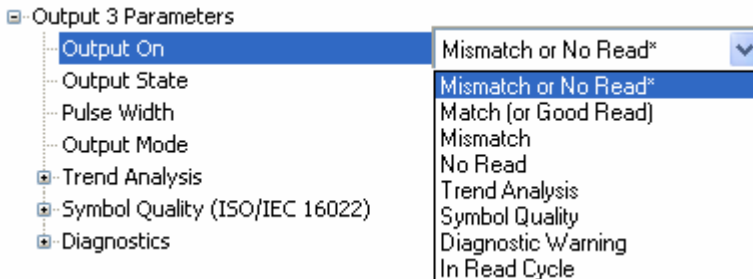 Output 3 Parameters
Output On
Mismatch or No Read*
Output State
Mismatch or No Read*
Pulse Width
Match (or Good Read)
Output Mode
Mismatch
No Read
Trend Analysis
Trend Analysis
Symbol Quality (ISO/IEC 16022)
Symbol Quality
Diagnostics
Diagnostic Warning
In Read Cycle